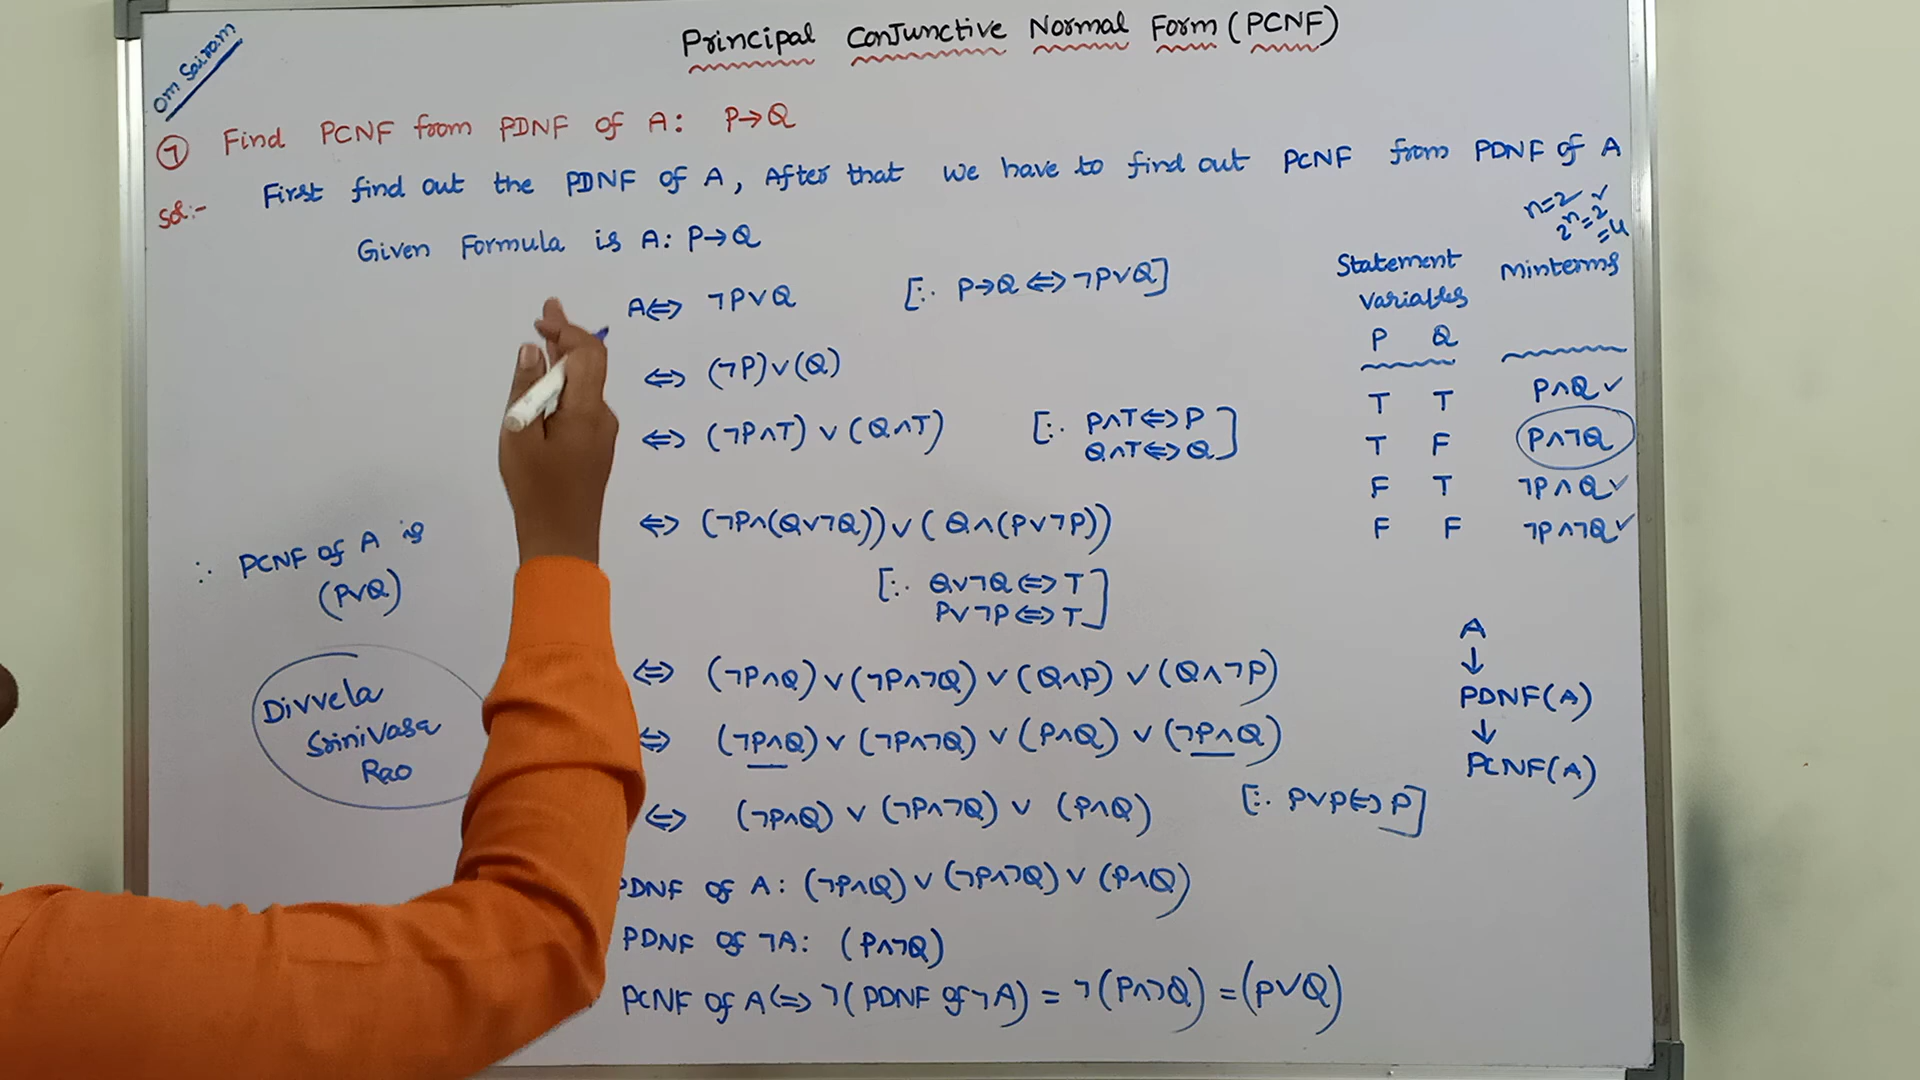 Om Sairam
Principal Conjunctive Normal Form (PCNF)
7 Find PCNF from PDNF of A: P→Q
Sol:- First find out the PDNF of A, After that we have to find out PCNF from PDNF of A
Given Formula is A: P→Q
A⇔ ¬P∨Q [∵ P→Q ⇔ ¬P∨Q]
⇔ (¬P)∨(Q)
⇔ (¬P∧T) ∨ (Q∧T) [∵ P∧T⇔P
Q∧T⇔Q]
⇔ (¬P∧(Q∨¬Q))∨(Q∧(P∨¬P))
[∵ Q∨¬Q⇔T
P∨¬P⇔T]
⇔ (¬P∧Q)∨(¬P∧¬Q)∨(Q∧P)∨(Q∧¬P)
⇔ (¬P∧Q)∨(¬P∧¬Q)∨(P∧Q)∨(¬P∧Q)
⇔ (¬P∧Q)∨(¬P∧¬Q)∨(P∧Q) [∵ P∨P⇔P]
PDNF of A: (¬P∧Q)∨(¬P∧¬Q)∨(P∧Q)
PDNF of ¬A: (P∧¬Q)
PCNF of A⇔¬(PDNF of ¬A) = ¬(P∧¬Q) = (P∨Q)
∴ PCNF of A is
(P∨Q)
Divvela
Srinivasa
Rao
n=2 ✓
2ⁿ=2²
=4
Statement Minterms
Variables
P Q
T T P∧Q ✓
T F P∧¬Q
F T ¬P∧Q ✓
F F ¬P∧¬Q ✓
A
↓
PDNF(A)
↓
PCNF(A)